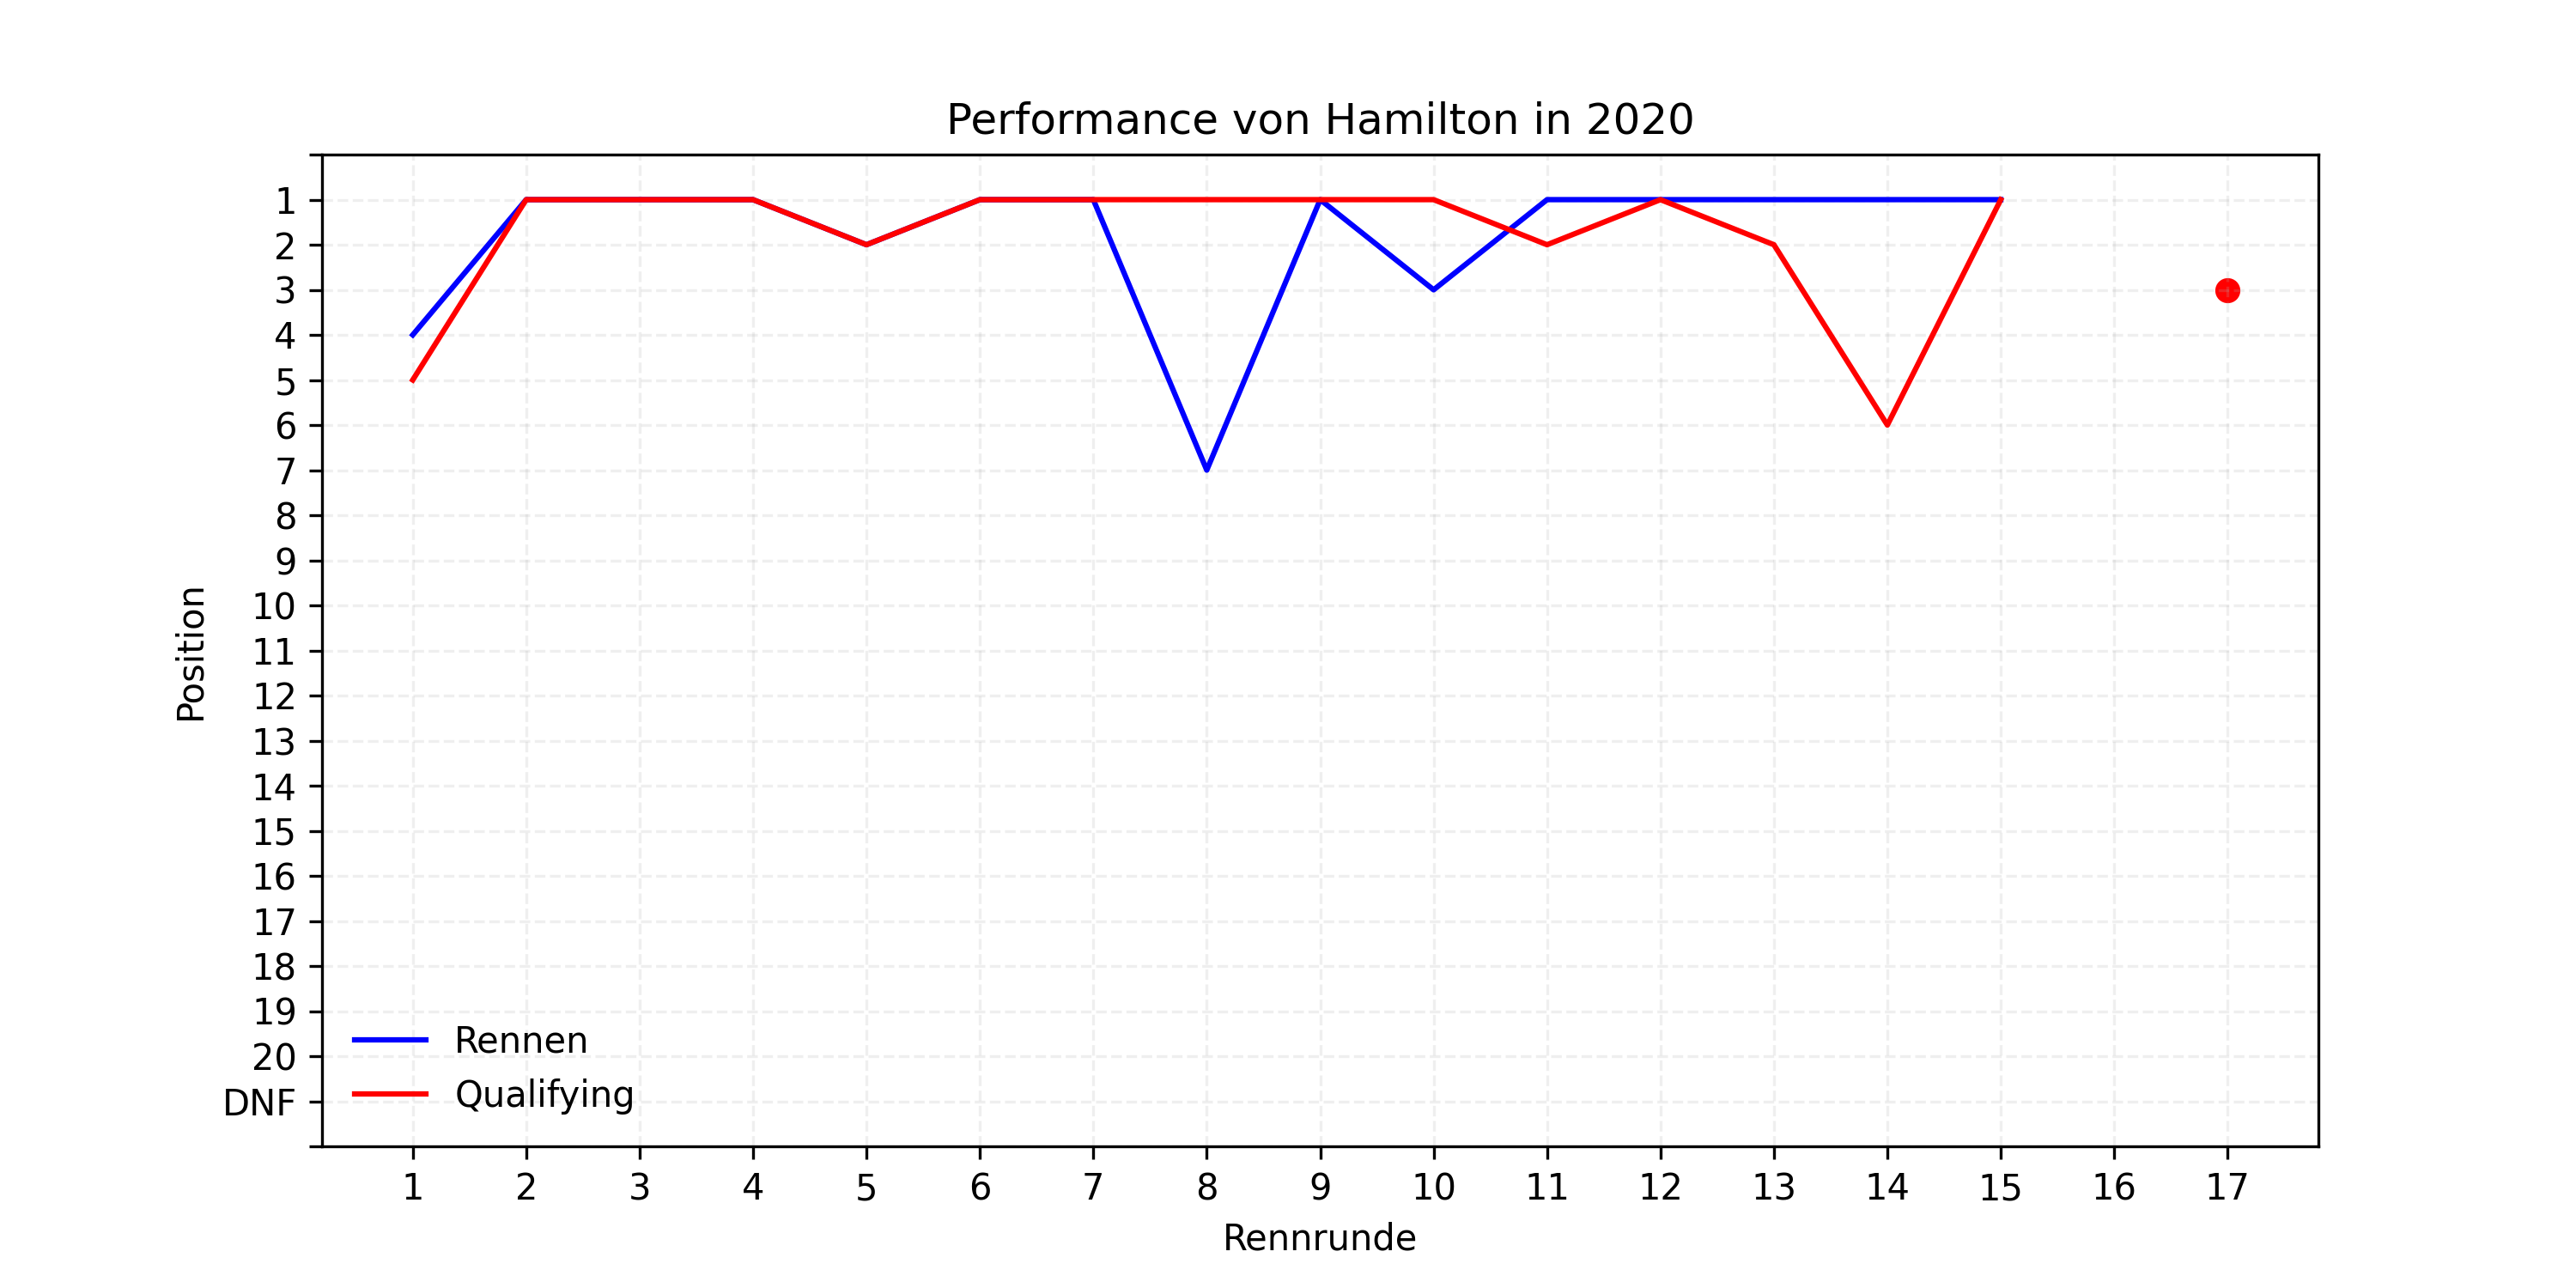 Performance von Hamilton in 2020
1
2
3
4
5
6
7
8
9
10
11
12
13
14
15
16
17
18
19
20
DNF
Position
Rennen
Qualifying
1 2 3 4 5 6 7 8 9 10 11 12 13 14 15 16 17
Rennrunde